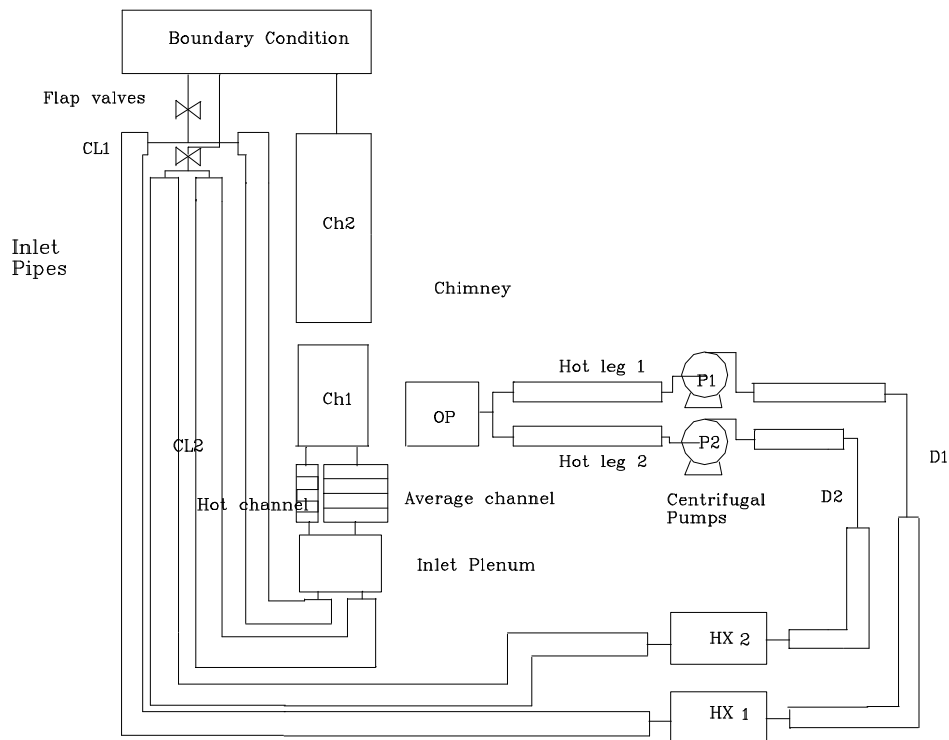 Boundary Condition
Flap valves
CL1
Ch2
Inlet
Pipes
Chimney
Hot leg 1
P1
Ch1
OP
P2
CL2
Hot leg 2
D1
Hot channel
Average channel
Centrifugal
Pumps
D2
Inlet Plenum
HX 2
HX 1